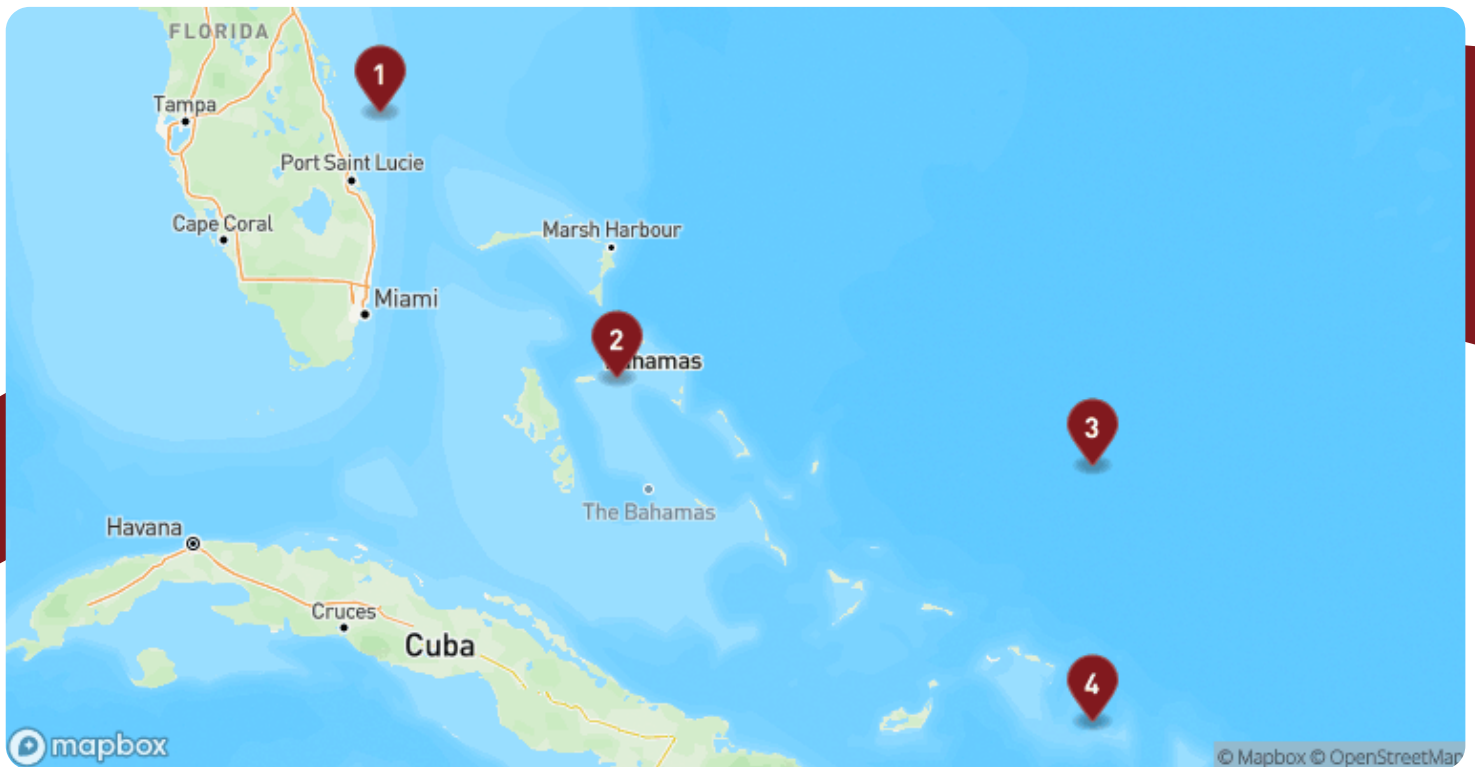 FLORIDA
1
Tampa
Port Saint Lucie
Cape Coral
Marsh Harbour
Miami
2
hamas
3
The Bahamas
Havana
Cruces
Cuba
4
mapbox
© Mapbox © OpenStreetMap